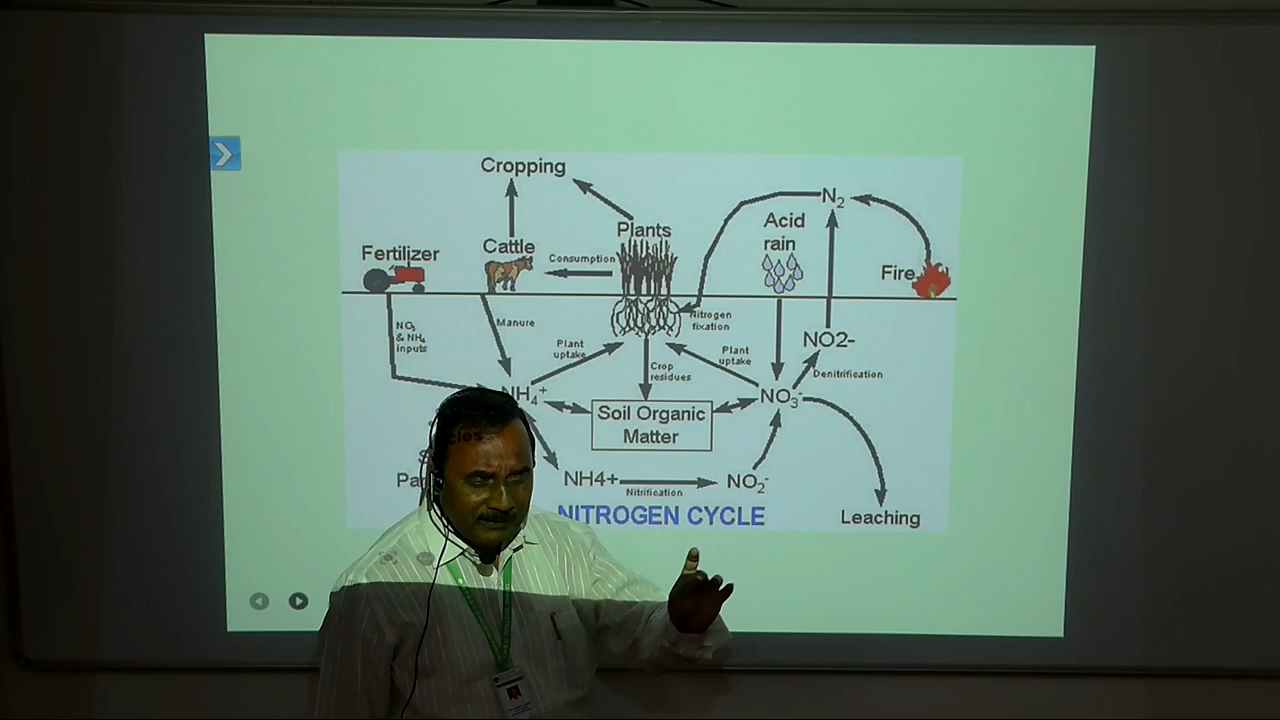 Cropping
N2
Acid
rain
Plants
Fertilizer
Cattle
Consumption
Fire
NO3
& NH4
inputs
Manure
Nitrogen
fixation
Plant
uptake
Plant
uptake
NO2-
Crop
residues
Denitrification
NH4+
NO3-
Soil Organic
Matter
NH4+
Nitrification
NO2-
NITROGEN CYCLE
Leaching